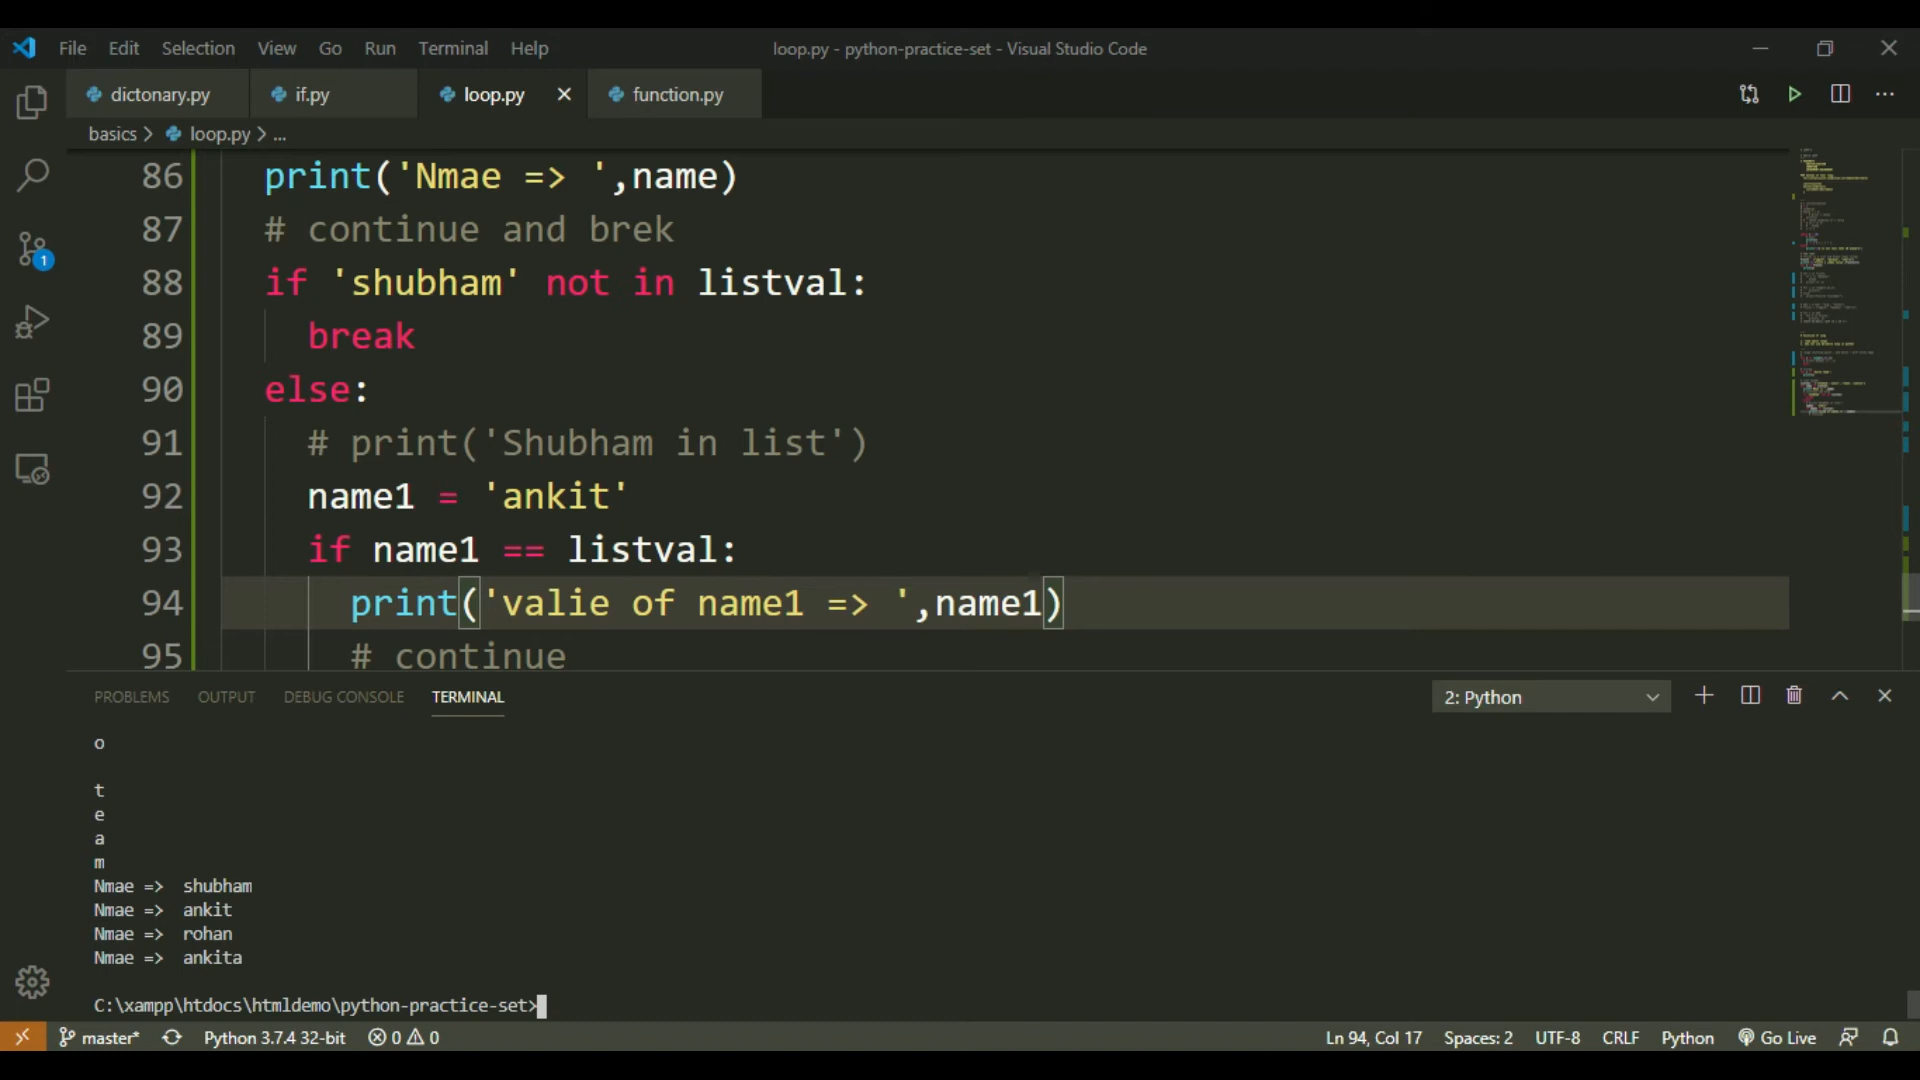 File Edit Selection View Go Run Terminal Help
loop.py - python-practice-set - Visual Studio Code
dictonary.py if.py loop.py function.py
basics > loop.py > ...
86 print('Nmae => ',name)
87 # continue and brek
88 if 'shubham' not in listval:
89 break
90 else:
91 # print('Shubham in list')
92 name1 = 'ankit'
93 if name1 == listval:
94 print('valie of name1 => ',name1)
95 # continue
1
PROBLEMS OUTPUT DEBUG CONSOLE TERMINAL
2: Python
o
t
e
a
m
Nmae => shubham
Nmae => ankit
Nmae => rohan
Nmae => ankita
C:\xampp\htdocs\htmldemo\python-practice-set>
master* Python 3.7.4 32-bit 0 0 Ln 94, Col 17 Spaces: 2 UTF-8 CRLF Python Go Live